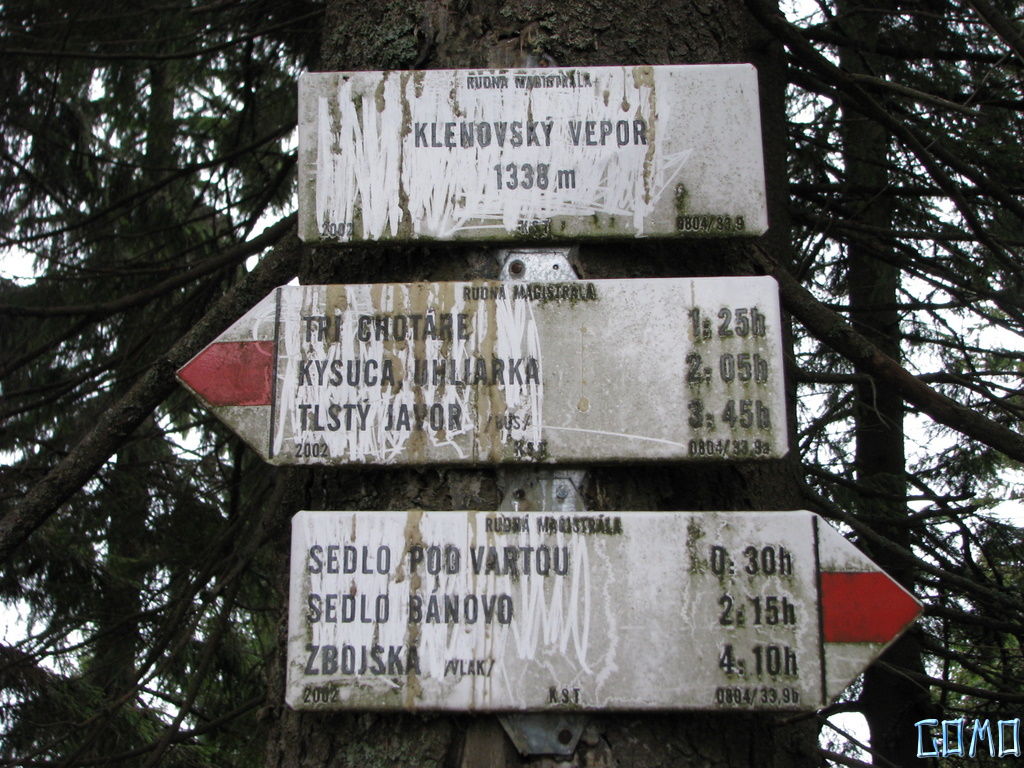 RUDNÁ MAGISTRÁLA
KLENOVSKÝ VEPOR
1338 m
2002 KST 0804/33,9
RUDNÁ MAGISTRÁLA
TRI CHOTÁRE 1:25h
KYSUCA, UHLIARKA 2:05h
TLSTÝ JAVOR /BUS/ 3:45h
2002 KST 0804/33,9a
RUDNÁ MAGISTRÁLA
SEDLO POD VARTOU 0:30h
SEDLO BÁNOVO 2:15h
ZBOJSKÁ /VLAK/ 4:10h
2002 KST 0804/33,9b
GOMO